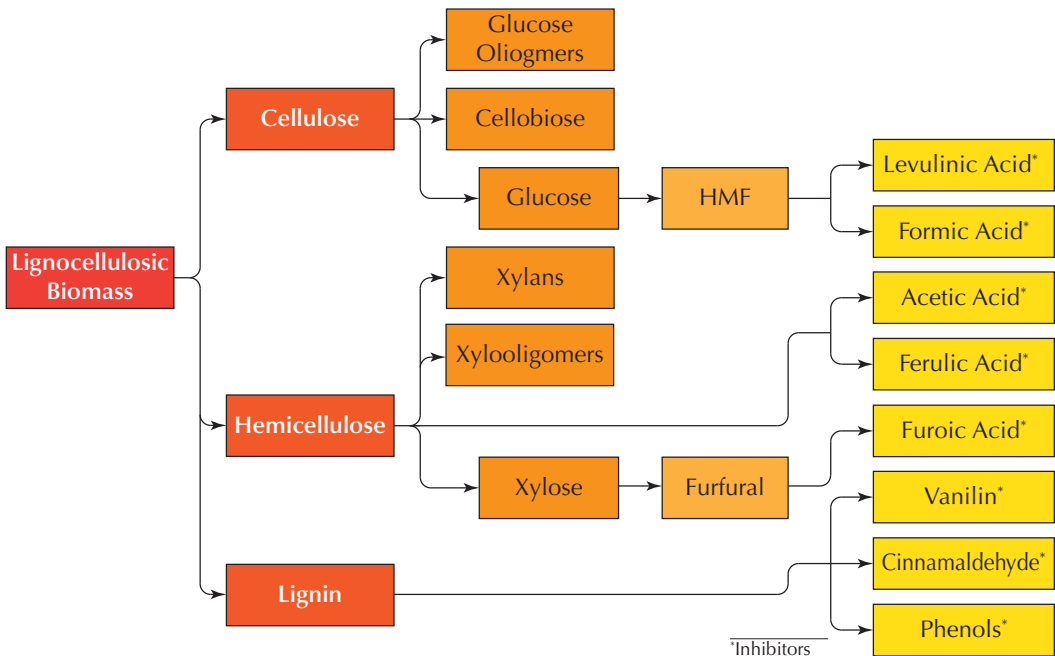 Glucose
Oliogmers
Cellulose
Cellobiose
Levulinic Acid*
Glucose
HMF
Formic Acid*
Lignocellulosic
Biomass
Xylans
Acetic Acid*
Xylooligomers
Ferulic Acid*
Hemicellulose
Furoic Acid*
Xylose
Furfural
Vanilin*
Cinnamaldehyde*
Lignin
Phenols*
*Inhibitors